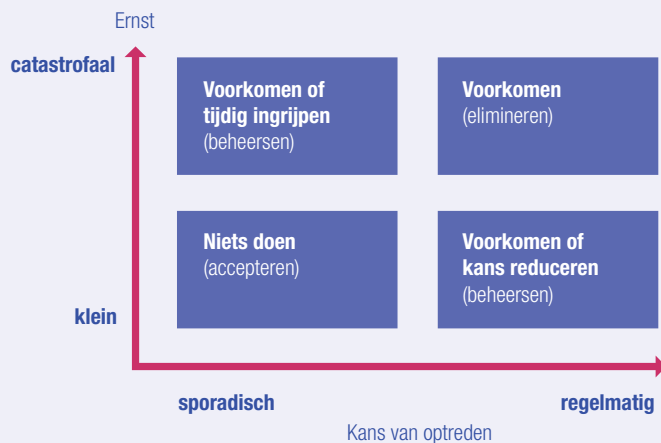 Ernst
catastrofaal
Voorkomen of
tijdig ingrijpen
(beheersen)
Voorkomen
(elimineren)
Niets doen
(accepteren)
Voorkomen of
kans reduceren
(beheersen)
klein
sporadisch
regelmatig
Kans van optreden